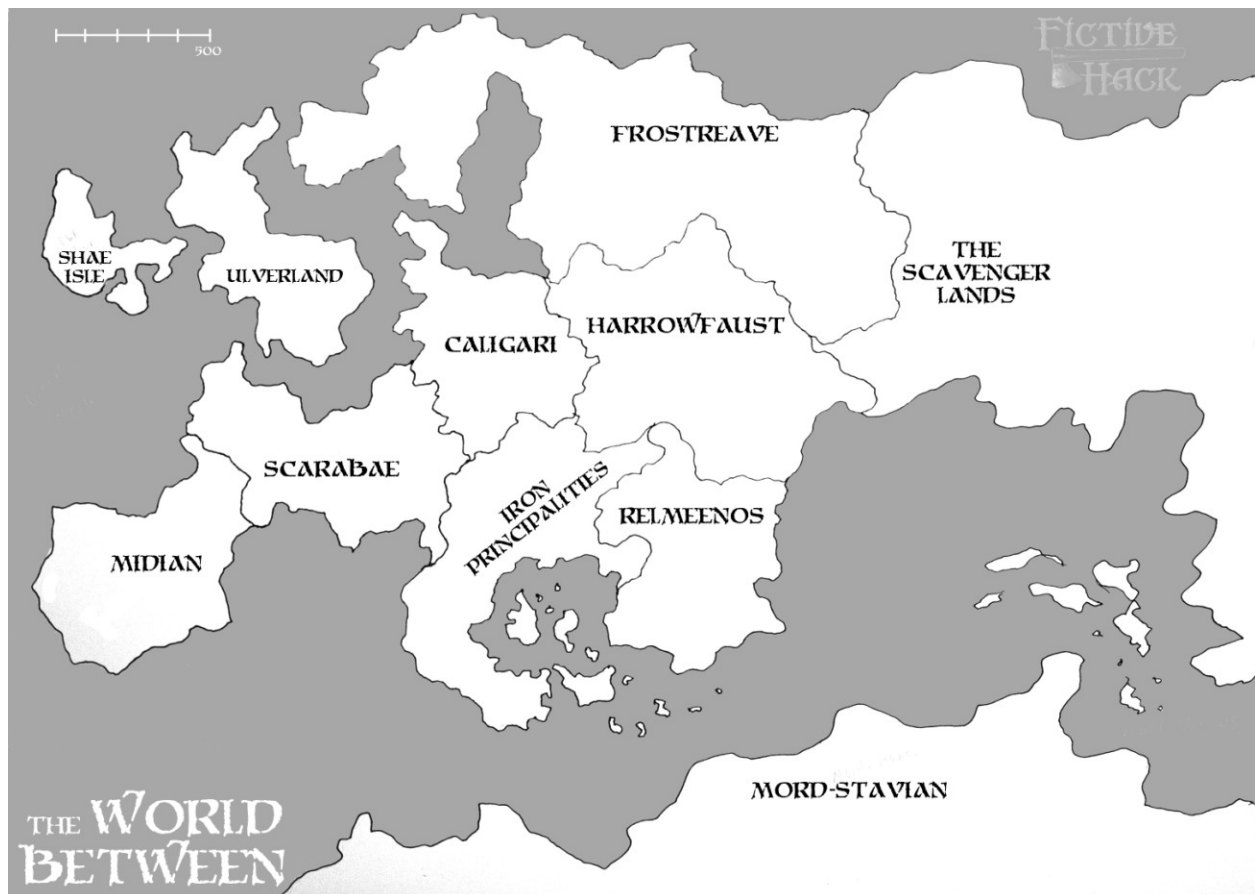 500
FICTIVE
HACK
FROSTREAVE
SHAE
ISLE
ULVERLAND
THE
SCAVENGER
LANDS
CALIGARI
HARROWFAUST
SCARABAE
IRON
PRINCIPALITIES
RELMEENOS
MIDIAN
MORD-STAVIAN
THE WORLD
BETWEEN